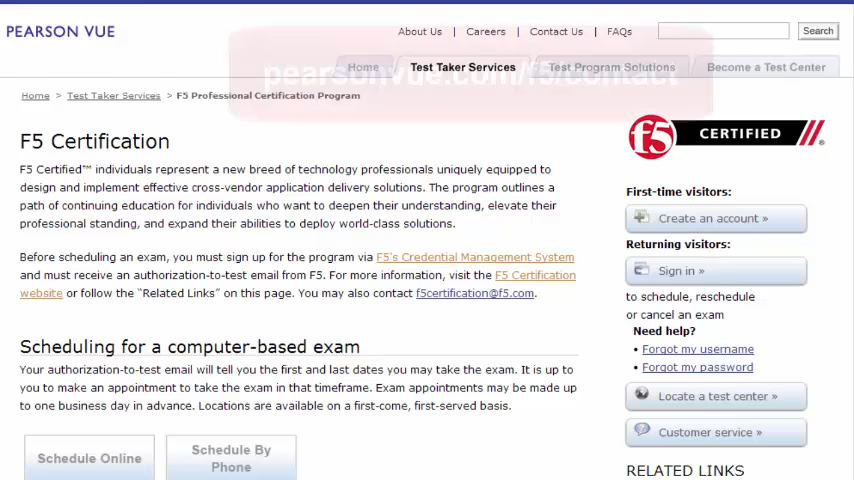 PEARSON VUE
About Us | Careers | Contact Us | FAQs
Search
pearsonvue.com/f5/contact
Home
Test Taker Services
Test Program Solutions
Become a Test Center
Home > Test Taker Services > F5 Professional Certification Program
F5 Certification
F5 Certified™ individuals represent a new breed of technology professionals uniquely equipped to
design and implement effective cross-vendor application delivery solutions. The program outlines a
path of continuing education for individuals who want to deepen their understanding, elevate their
professional standing, and expand their abilities to deploy world-class solutions.
Before scheduling an exam, you must sign up for the program via F5's Credential Management System
and must receive an authorization-to-test email from F5. For more information, visit the F5 Certification
website or follow the “Related Links” on this page. You may also contact f5certification@f5.com.
Scheduling for a computer-based exam
Your authorization-to-test email will tell you the first and last dates you may take the exam. It is up to
you to make an appointment to take the exam in that timeframe. Exam appointments may be made up
to one business day in advance. Locations are available on a first-come, first-served basis.
Schedule Online
Schedule By
Phone
f5 CERTIFIED ®
First-time visitors:
Create an account »
Returning visitors:
Sign in »
to schedule, reschedule
or cancel an exam
Need help?
• Forgot my username
• Forgot my password
Locate a test center »
Customer service »
RELATED LINKS